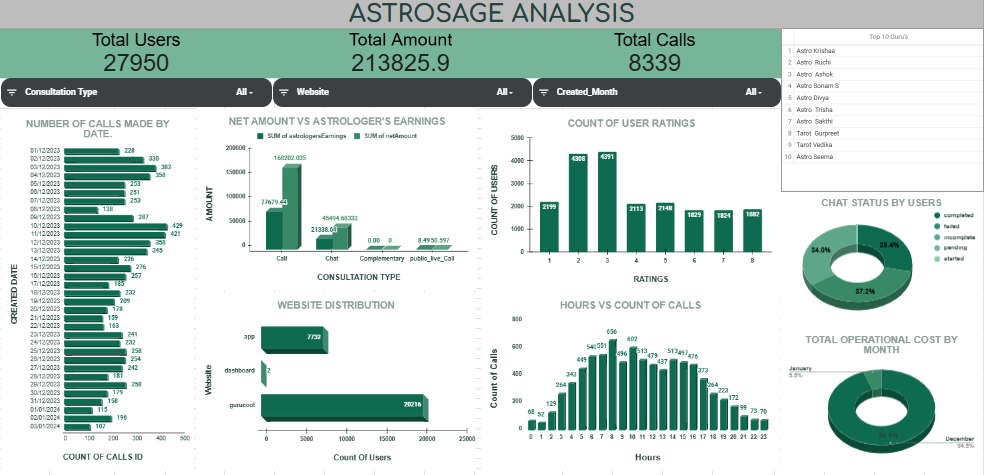 ASTROSAGE ANALYSIS
Total Users
27950
Total Amount
213825.9
Total Calls
8339
Consultation Type
All
Website
All
Created_Month
All
Top 10 Guru's
1 Astro Krishaa
2 Astro Ruchi
3 Astro Ashok
4 Astro Sonam S
5 Astro Divya
6 Astro Trisha
7 Astro Sakthi
8 Tarot Gurpreet
9 Tarot Vedika
10 Astro Seema
NUMBER OF CALLS MADE BY
DATE.
CREATED DATE
01/12/2023 228
02/12/2023 330
03/12/2023 382
04/12/2023 358
05/12/2023 253
06/12/2023 251
07/12/2023 253
08/12/2023 138
09/12/2023 287
10/12/2023 429
11/12/2023 421
12/12/2023 358
13/12/2023 345
14/12/2023 226
15/12/2023 276
16/12/2023 257
17/12/2023 185
18/12/2023 232
19/12/2023 209
20/12/2023 178
21/12/2023 159
22/12/2023 163
23/12/2023 241
24/12/2023 232
25/12/2023 258
26/12/2023 254
27/12/2023 242
28/12/2023 181
29/12/2023 258
30/12/2023 179
31/12/2023 158
01/01/2024 115
02/01/2024 196
03/01/2024 107
0 100 200 300 400 500
COUNT OF CALLS ID
NET AMOUNT VS ASTROLOGER'S EARNINGS
SUM of astrologersEarnings SUM of netAmount
AMOUNT
200000
150000
100000
50000
0
168202.035
77679.44
45494.68333
21338.64
0.00 0
Call Chat Complementary public_live_Call
CONSULTATION TYPE
WEBSITE DISTRIBUTION
Website
app 7732
dashboard 2
gurucool 20216
0 5000 10000 15000 20000 25000
Count Of Users
COUNT OF USER RATINGS
COUNT OF USERS
5000
4000
3000
2000
1000
0
2199 4308 4391 2113 2148 1829 1824 1882
1 2 3 4 5 6 7 8
RATINGS
HOURS VS COUNT OF CALLS
Count of Calls
800
600
400
200
0
68 52 129 264 343 449 540 551 656 496 602 513 479 437 513 497 476 373 264 223 172 99 73 70
0 1 2 3 4 5 6 7 8 9 10 11 12 13 14 15 16 17 18 19 20 21 22 23
Hours
CHAT STATUS BY USERS
completed
failed
incomplete
pending
started
34.0%
28.4%
37.2%
TOTAL OPERATIONAL COST BY
MONTH
January
5.5%
December
94.5%